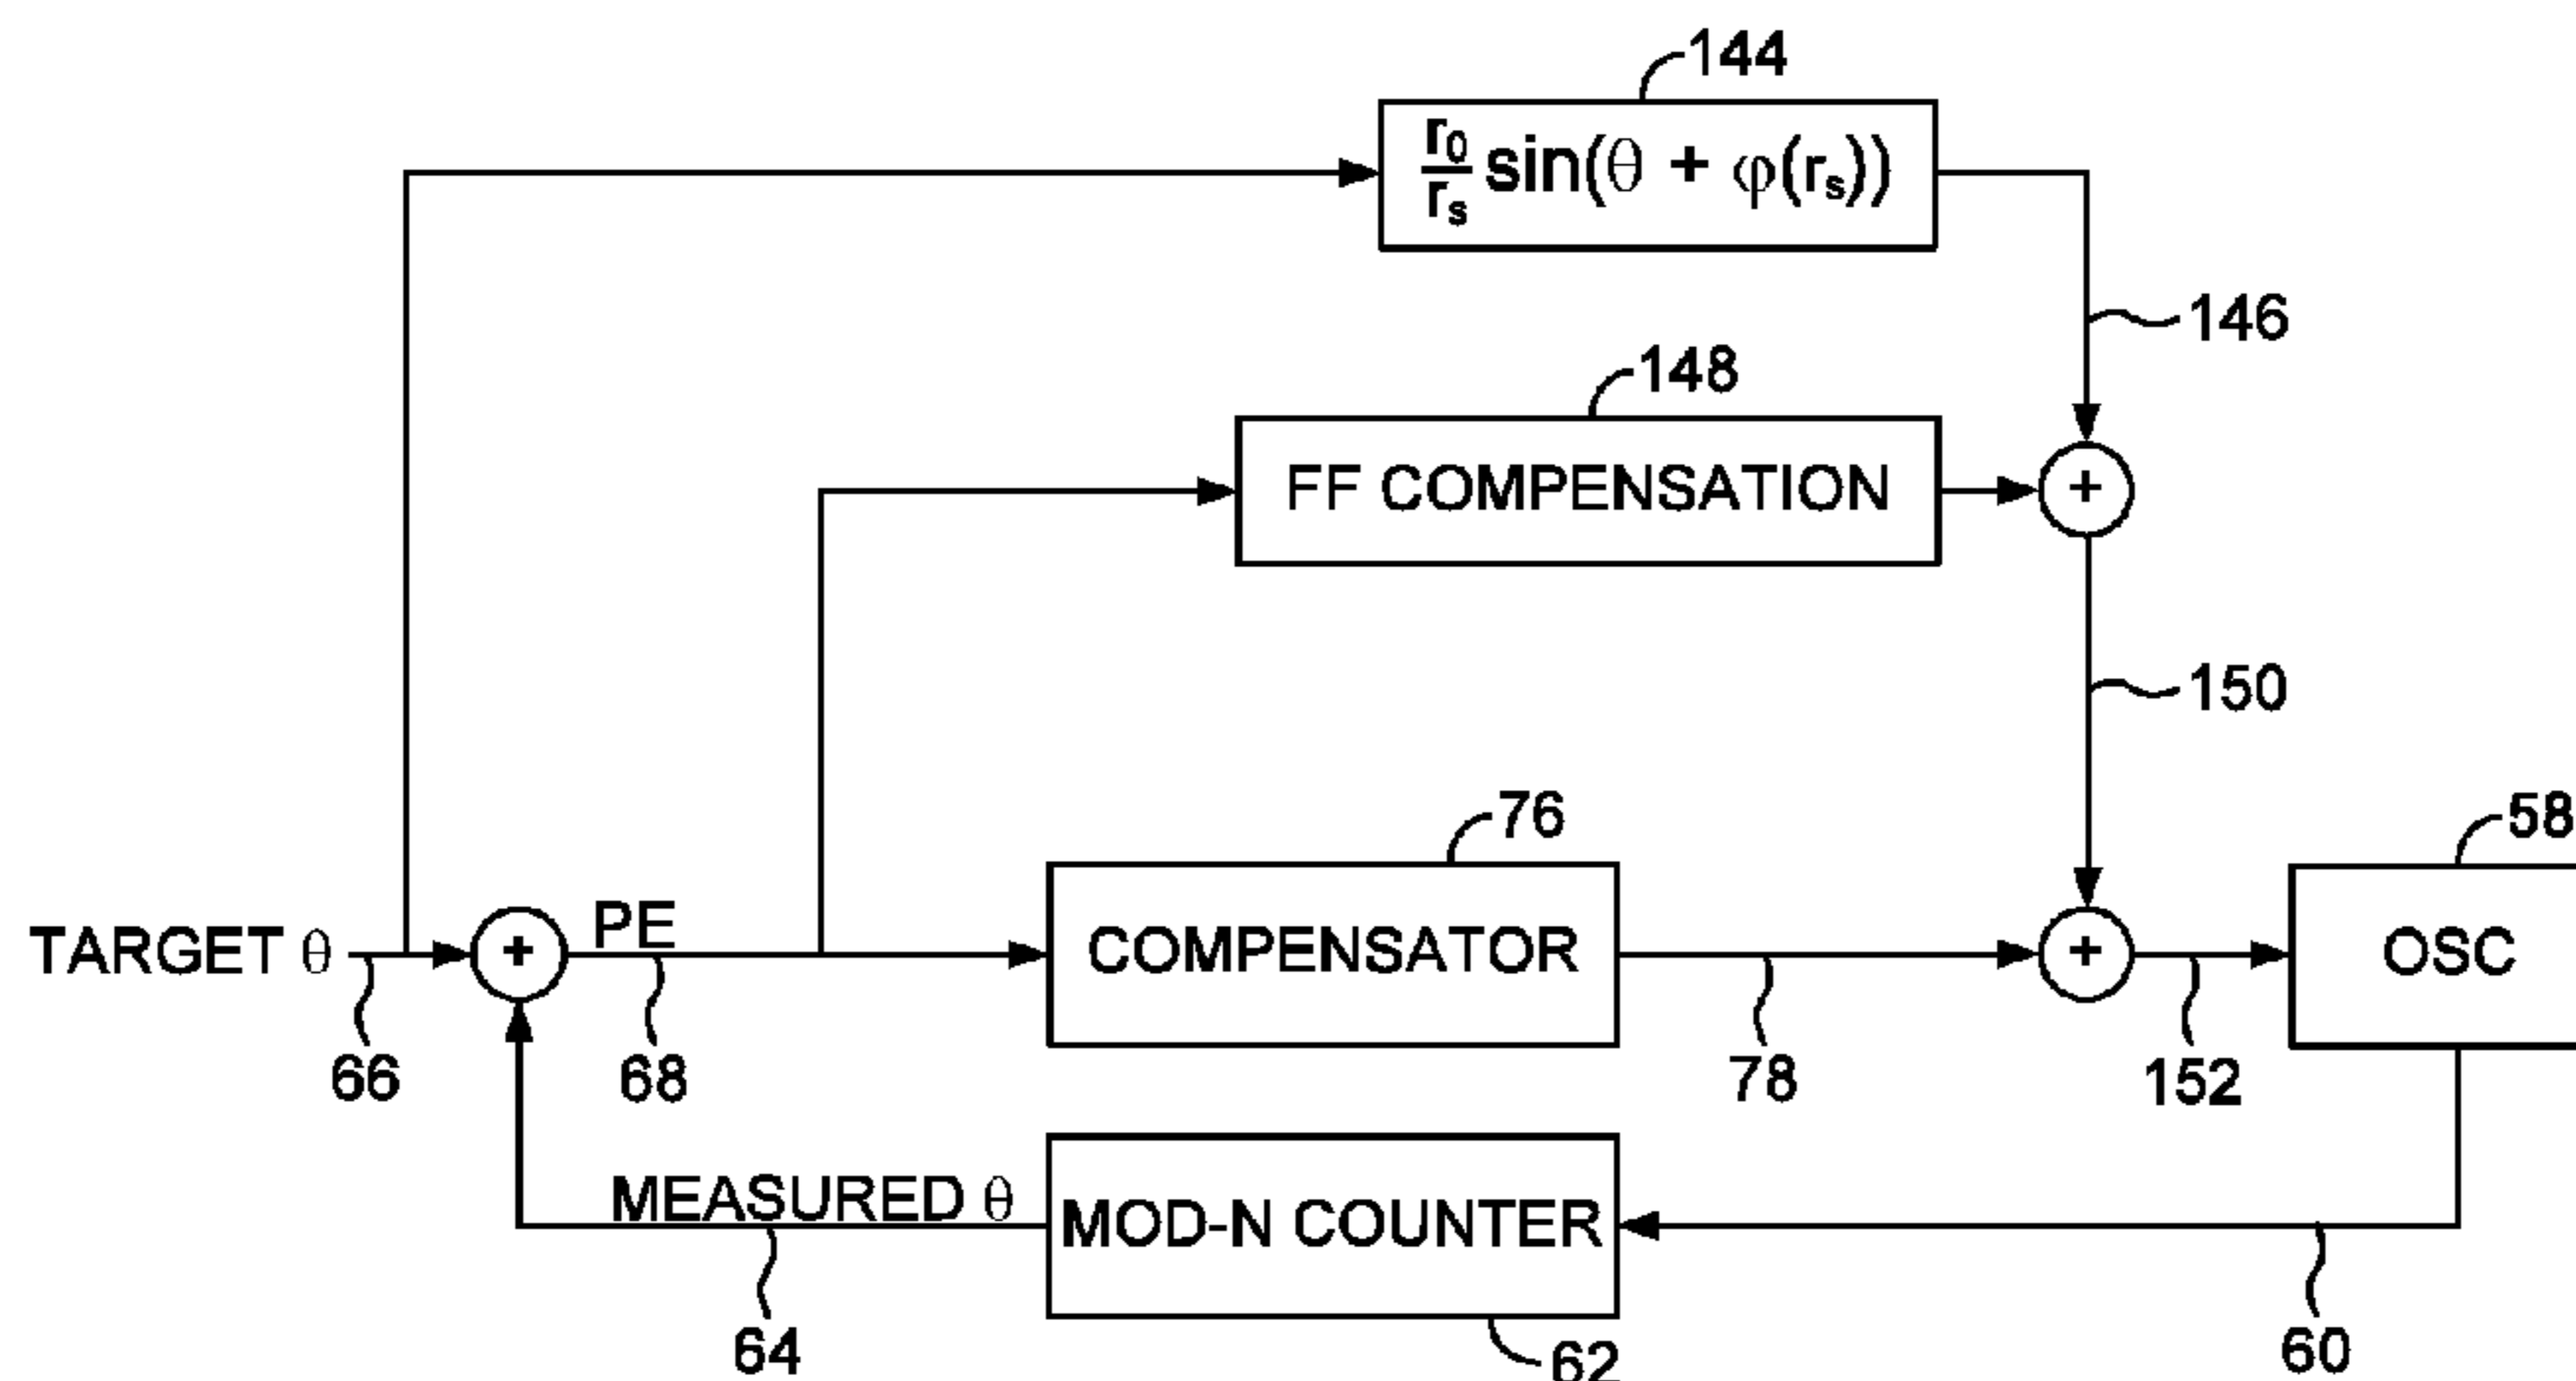 144
r₀/rₛ sin(θ + φ(rₛ))
146
148
FF COMPENSATION
+
150
76
58
TARGET θ
+
PE
COMPENSATOR
+
OSC
66
68
78
152
MEASURED θ
MOD-N COUNTER
64
62
60